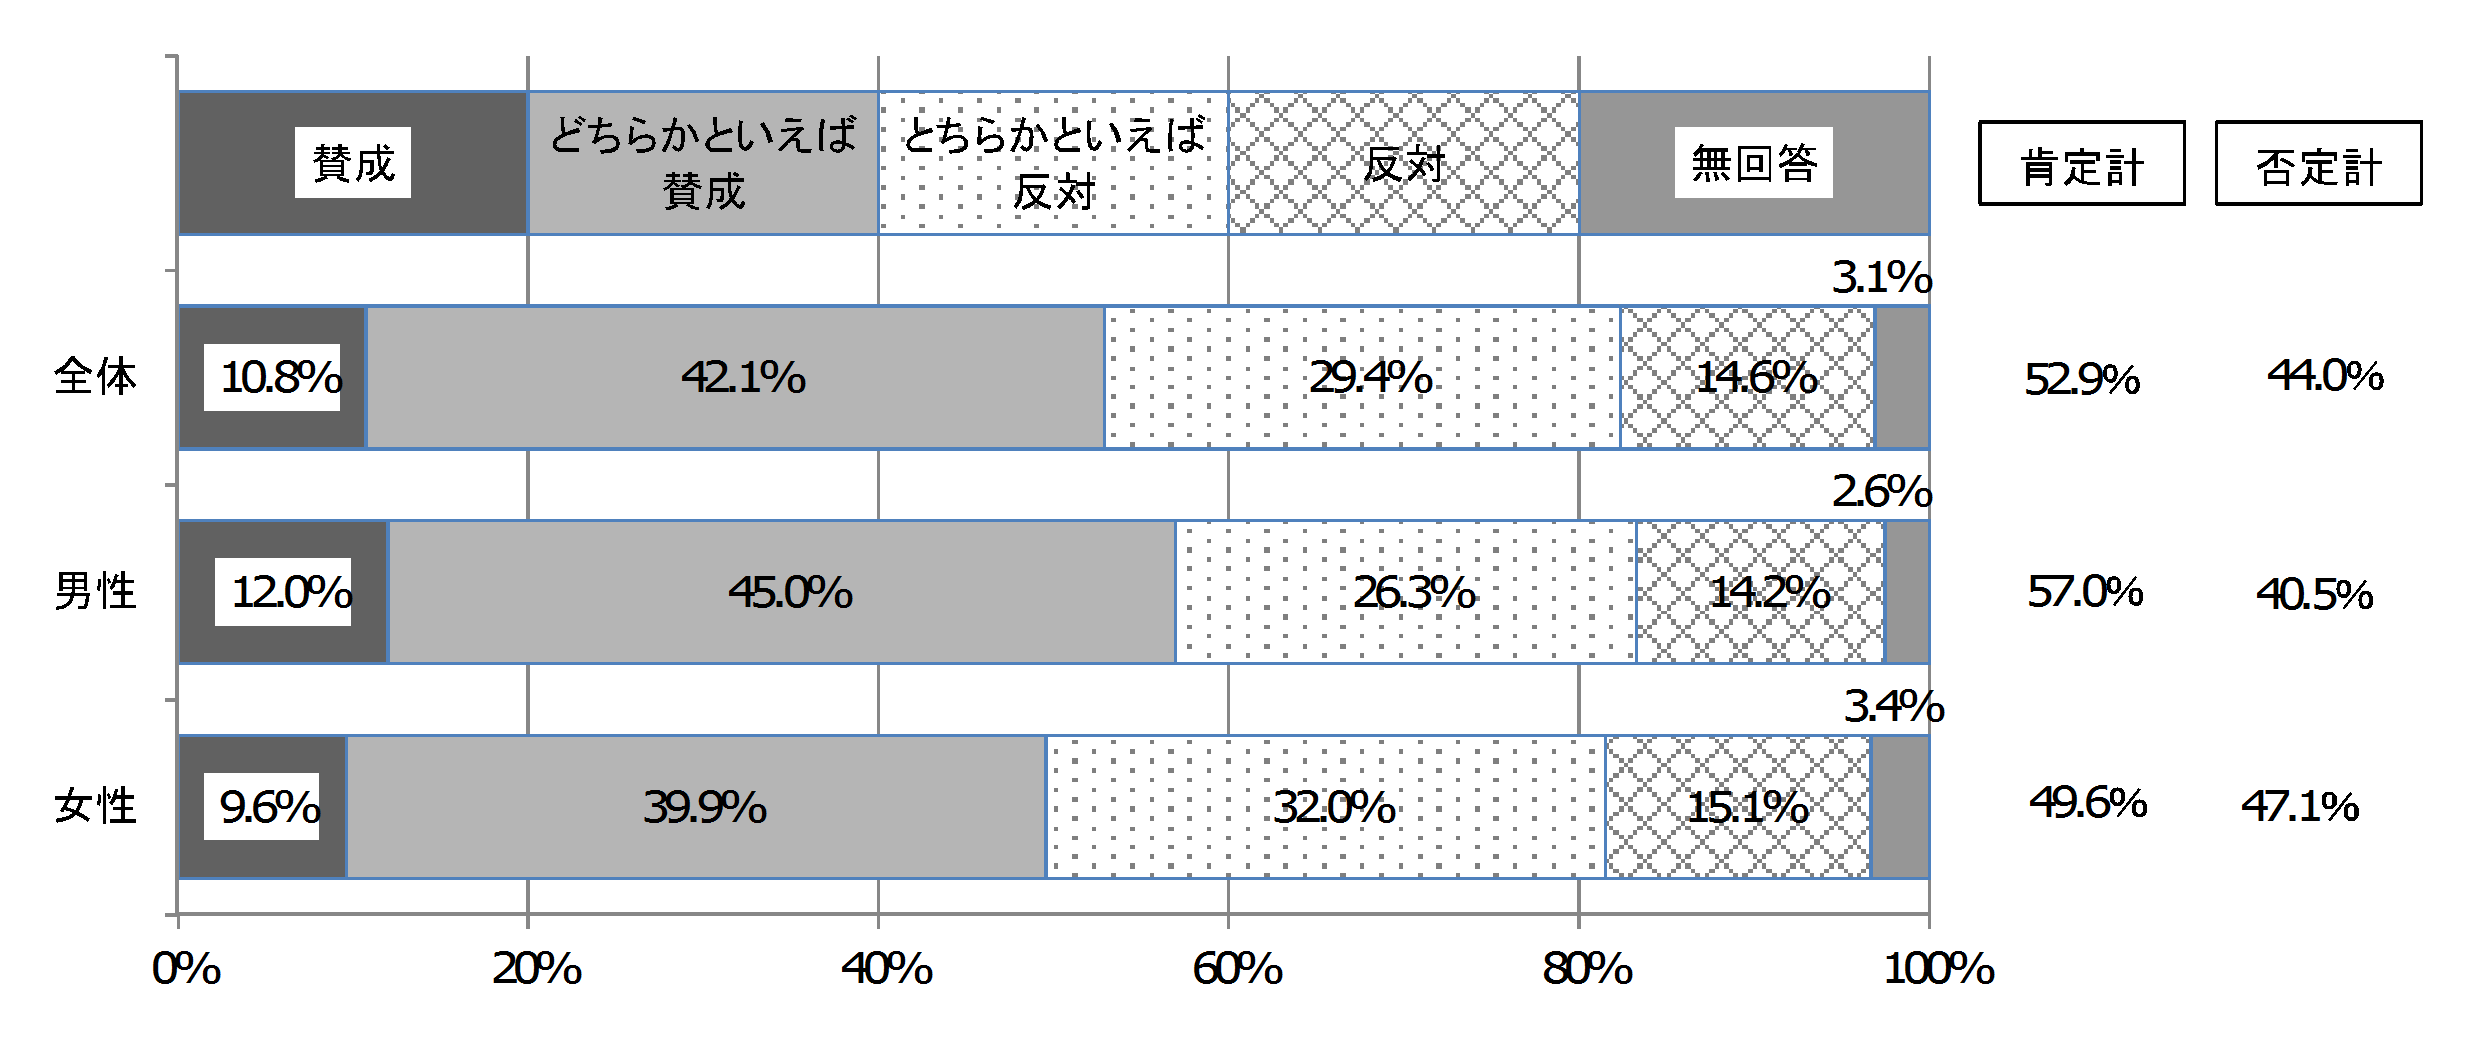 賛成
どちらかといえば
賛成
とちらかといえば
反対
反対
無回答
肯定計
否定計
3.1%
全体
10.8%
42.1%
29.4%
14.6%
52.9%
44.0%
2.6%
男性
12.0%
45.0%
26.3%
14.2%
57.0%
40.5%
3.4%
女性
9.6%
39.9%
32.0%
15.1%
49.6%
47.1%
0%
20%
40%
60%
80%
100%